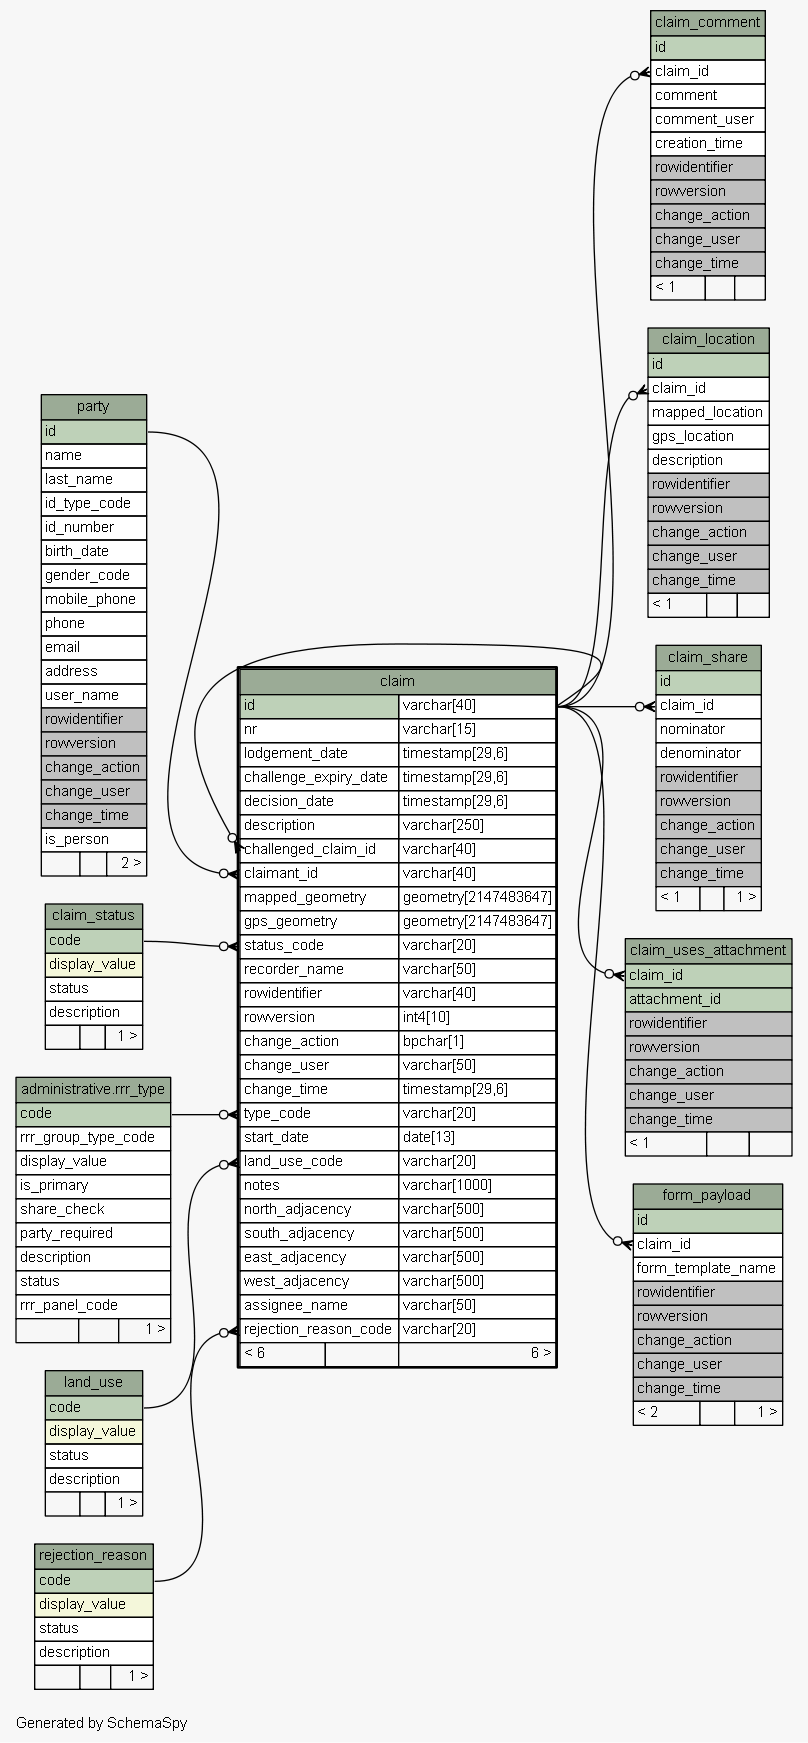 claim_comment
id
claim_id
comment
comment_user
creation_time
rowidentifier
rowversion
change_action
change_user
change_time
< 1
claim_location
id
claim_id
mapped_location
gps_location
description
rowidentifier
rowversion
change_action
change_user
change_time
< 1
party
id
name
last_name
id_type_code
id_number
birth_date
gender_code
mobile_phone
phone
email
address
user_name
rowidentifier
rowversion
change_action
change_user
change_time
is_person
2 >
claim
id varchar[40]
nr varchar[15]
lodgement_date timestamp[29,6]
challenge_expiry_date timestamp[29,6]
decision_date timestamp[29,6]
description varchar[250]
challenged_claim_id varchar[40]
claimant_id varchar[40]
mapped_geometry geometry[2147483647]
gps_geometry geometry[2147483647]
status_code varchar[20]
recorder_name varchar[50]
rowidentifier varchar[40]
rowversion int4[10]
change_action bpchar[1]
change_user varchar[50]
change_time timestamp[29,6]
type_code varchar[20]
start_date date[13]
land_use_code varchar[20]
notes varchar[1000]
north_adjacency varchar[500]
south_adjacency varchar[500]
east_adjacency varchar[500]
west_adjacency varchar[500]
assignee_name varchar[50]
rejection_reason_code varchar[20]
< 6 6 >
claim_share
id
claim_id
nominator
denominator
rowidentifier
rowversion
change_action
change_user
change_time
< 1 1 >
claim_status
code
display_value
status
description
1 >
claim_uses_attachment
claim_id
attachment_id
rowidentifier
rowversion
change_action
change_user
change_time
< 1
administrative.rrr_type
code
rrr_group_type_code
display_value
is_primary
share_check
party_required
description
status
rrr_panel_code
1 >
form_payload
id
claim_id
form_template_name
rowidentifier
rowversion
change_action
change_user
change_time
< 2 1 >
land_use
code
display_value
status
description
1 >
rejection_reason
code
display_value
status
description
1 >
Generated by SchemaSpy